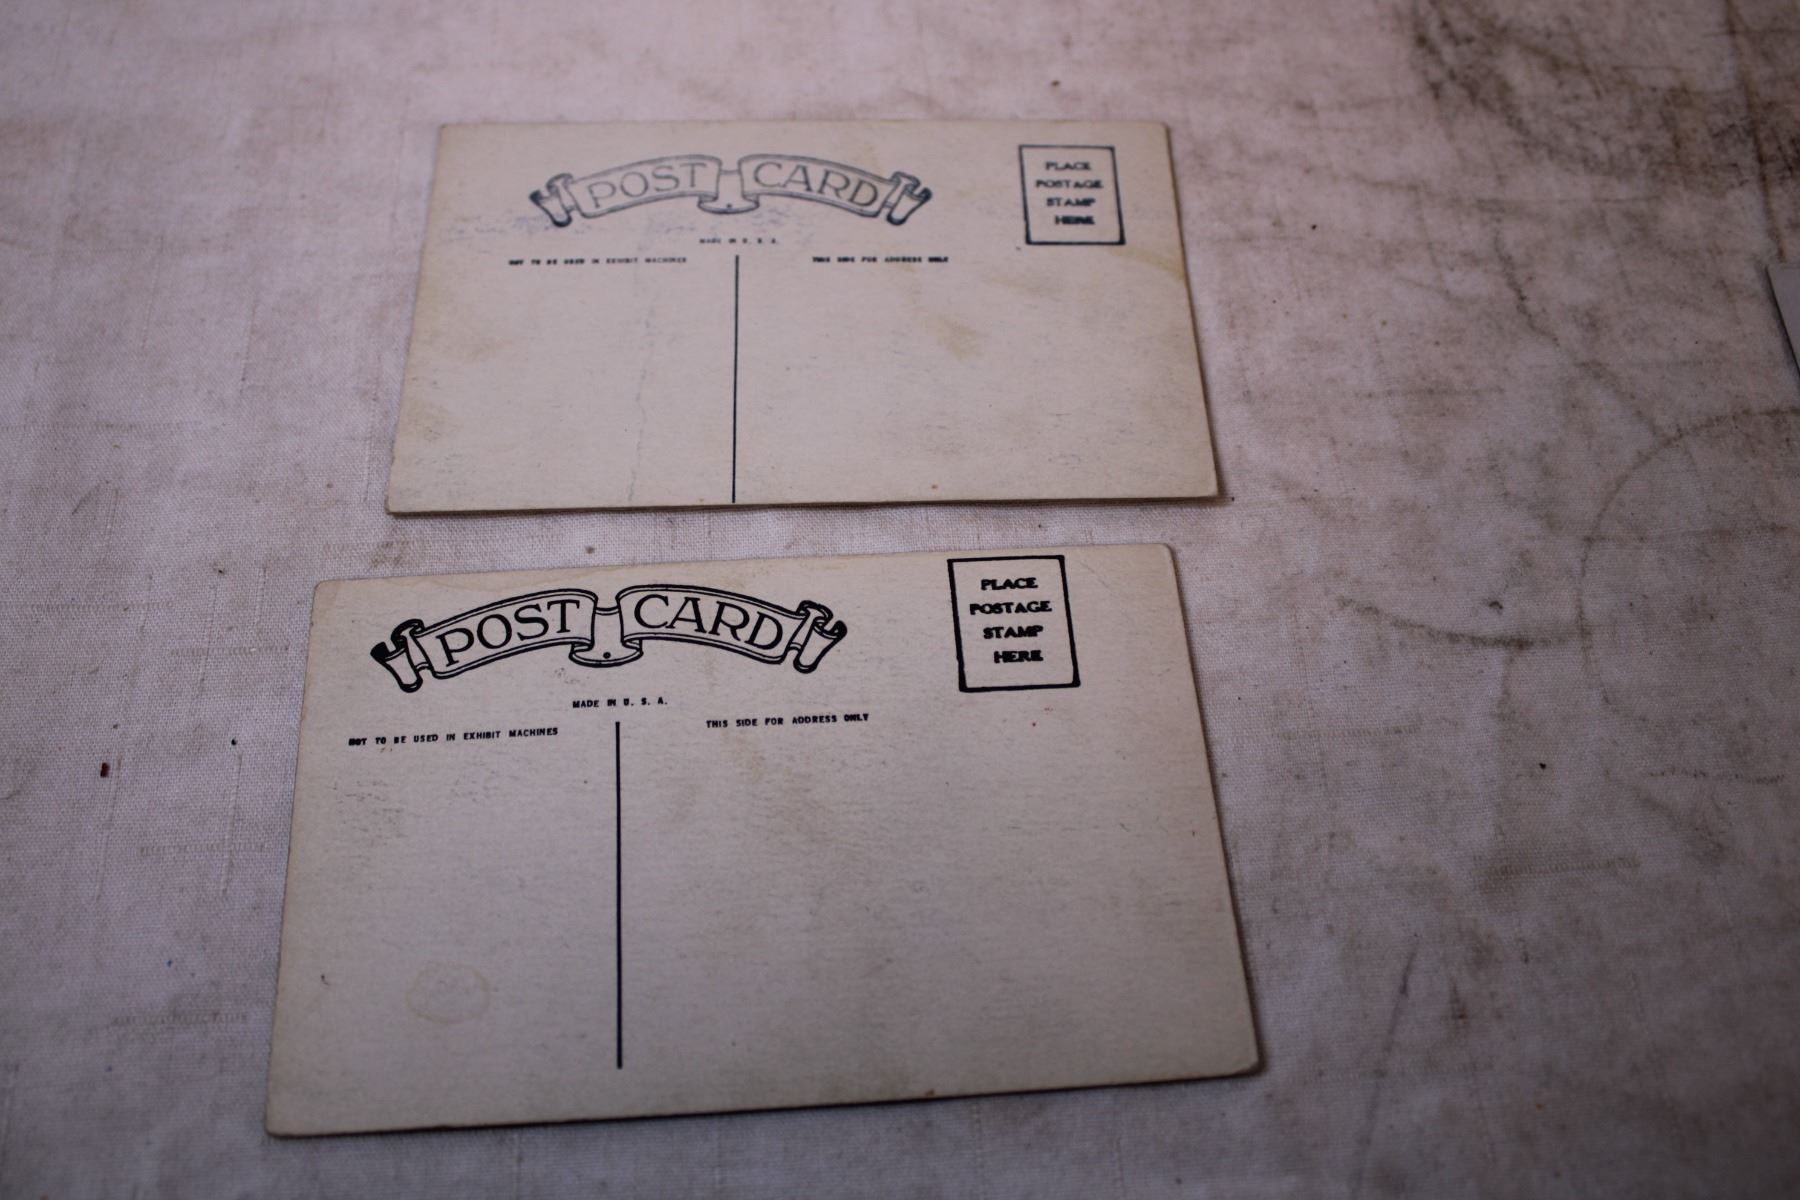 POST CARD
PLACE
POSTAGE
STAMP
HERE
MADE IN U. S. A.
NOT TO BE USED IN EXHIBIT MACHINES
THIS SIDE FOR ADDRESS ONLY
POST CARD
PLACE
POSTAGE
STAMP
HERE
MADE IN U. S. A.
NOT TO BE USED IN EXHIBIT MACHINES
THIS SIDE FOR ADDRESS ONLY